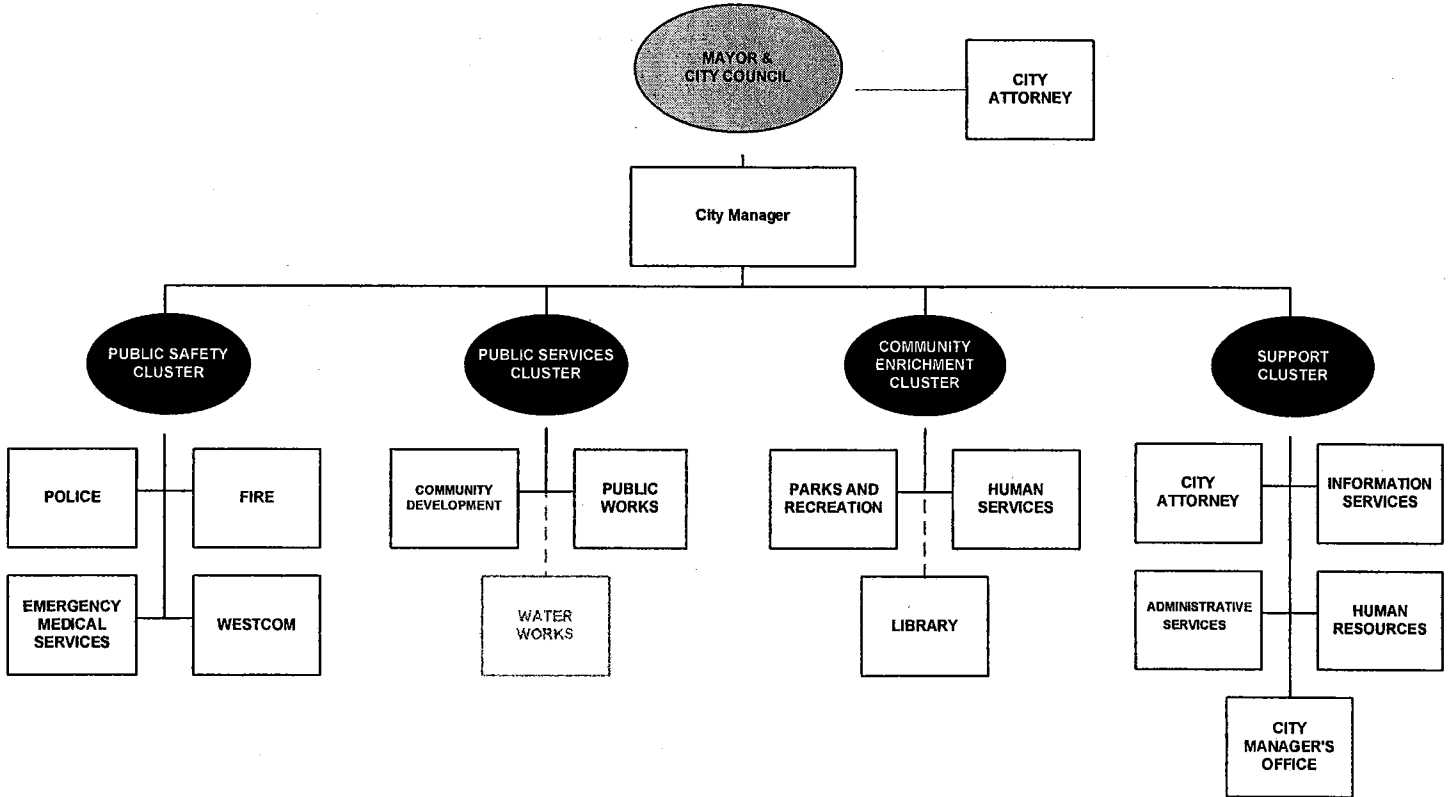 MAYOR &
CITY COUNCIL
CITY
ATTORNEY
City Manager
PUBLIC SAFETY
CLUSTER
PUBLIC SERVICES
CLUSTER
COMMUNITY
ENRICHMENT
CLUSTER
SUPPORT
CLUSTER
POLICE
FIRE
EMERGENCY
MEDICAL
SERVICES
WESTCOM
COMMUNITY
DEVELOPMENT
PUBLIC
WORKS
WATER
WORKS
PARKS AND
RECREATION
HUMAN
SERVICES
LIBRARY
CITY
ATTORNEY
INFORMATION
SERVICES
ADMINISTRATIVE
SERVICES
HUMAN
RESOURCES
CITY
MANAGER'S
OFFICE